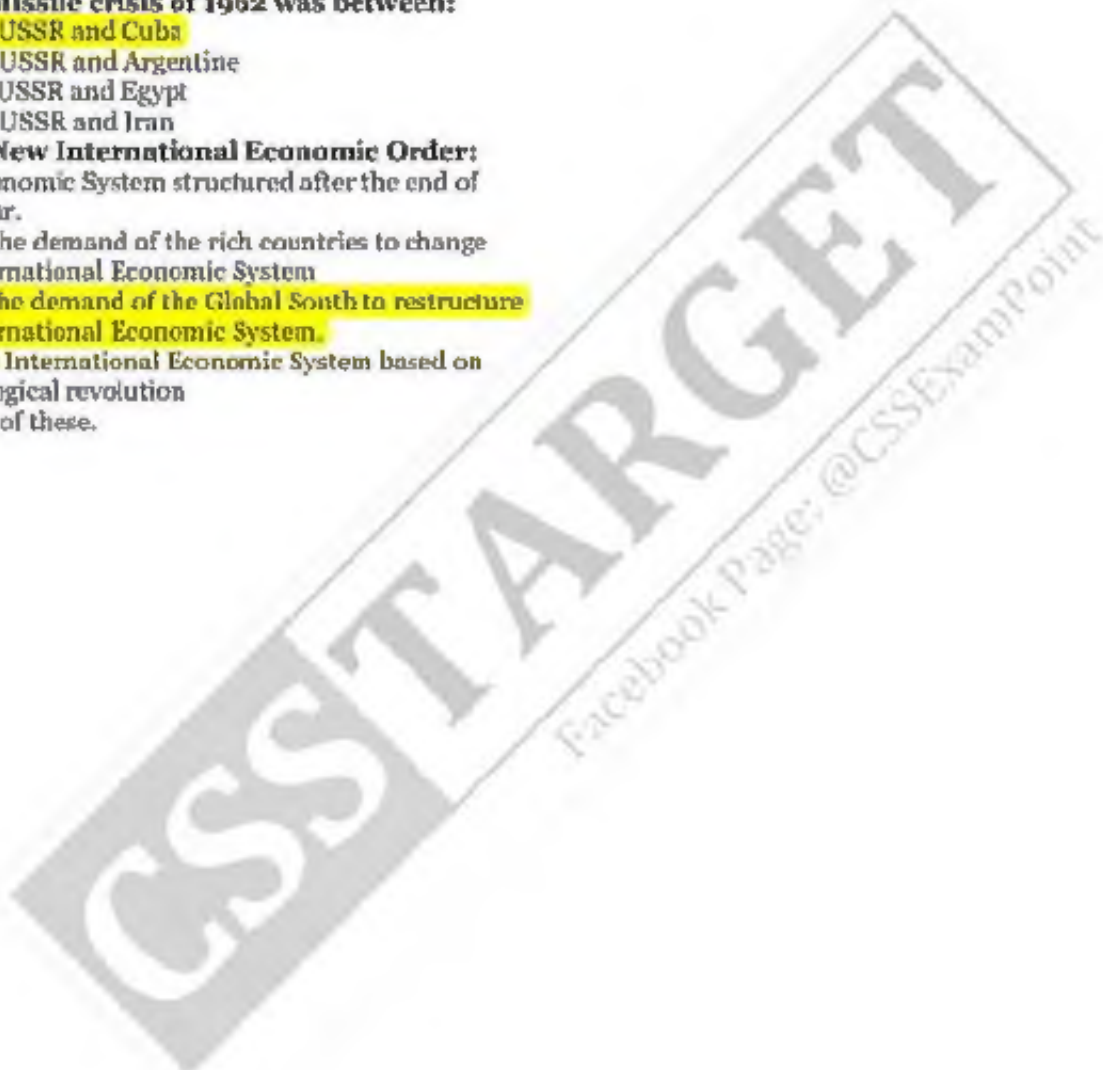 missile crisis of 1962 was between:
USSR and Cuba
USSR and Argentine
USSR and Egypt
USSR and Iran
New International Economic Order:
nomic System structured after the end of
r.
he demand of the rich countries to change
rnational Economic System
he demand of the Global South to restructure
rnational Economic System.
International Economic System based on
gical revolution
of these.
CSS TARGET
Facebook Page: @CSSExamPoint